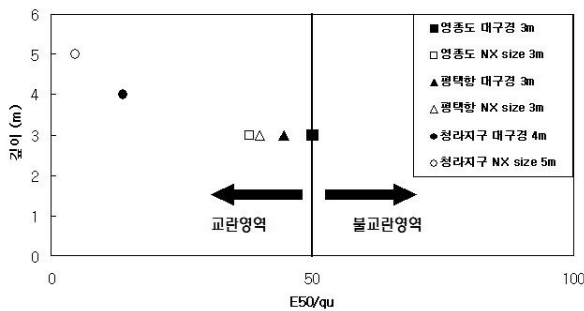 6
5
4
3
2
1
0
깊이 (m)
영종도 대구경 3m
영종도 NX size 3m
평택항 대구경 3m
평택항 NX size 3m
청라지구 대구경 4m
청라지구 NX size 5m
교란영역
불교란영역
0
50
100
E50/qu